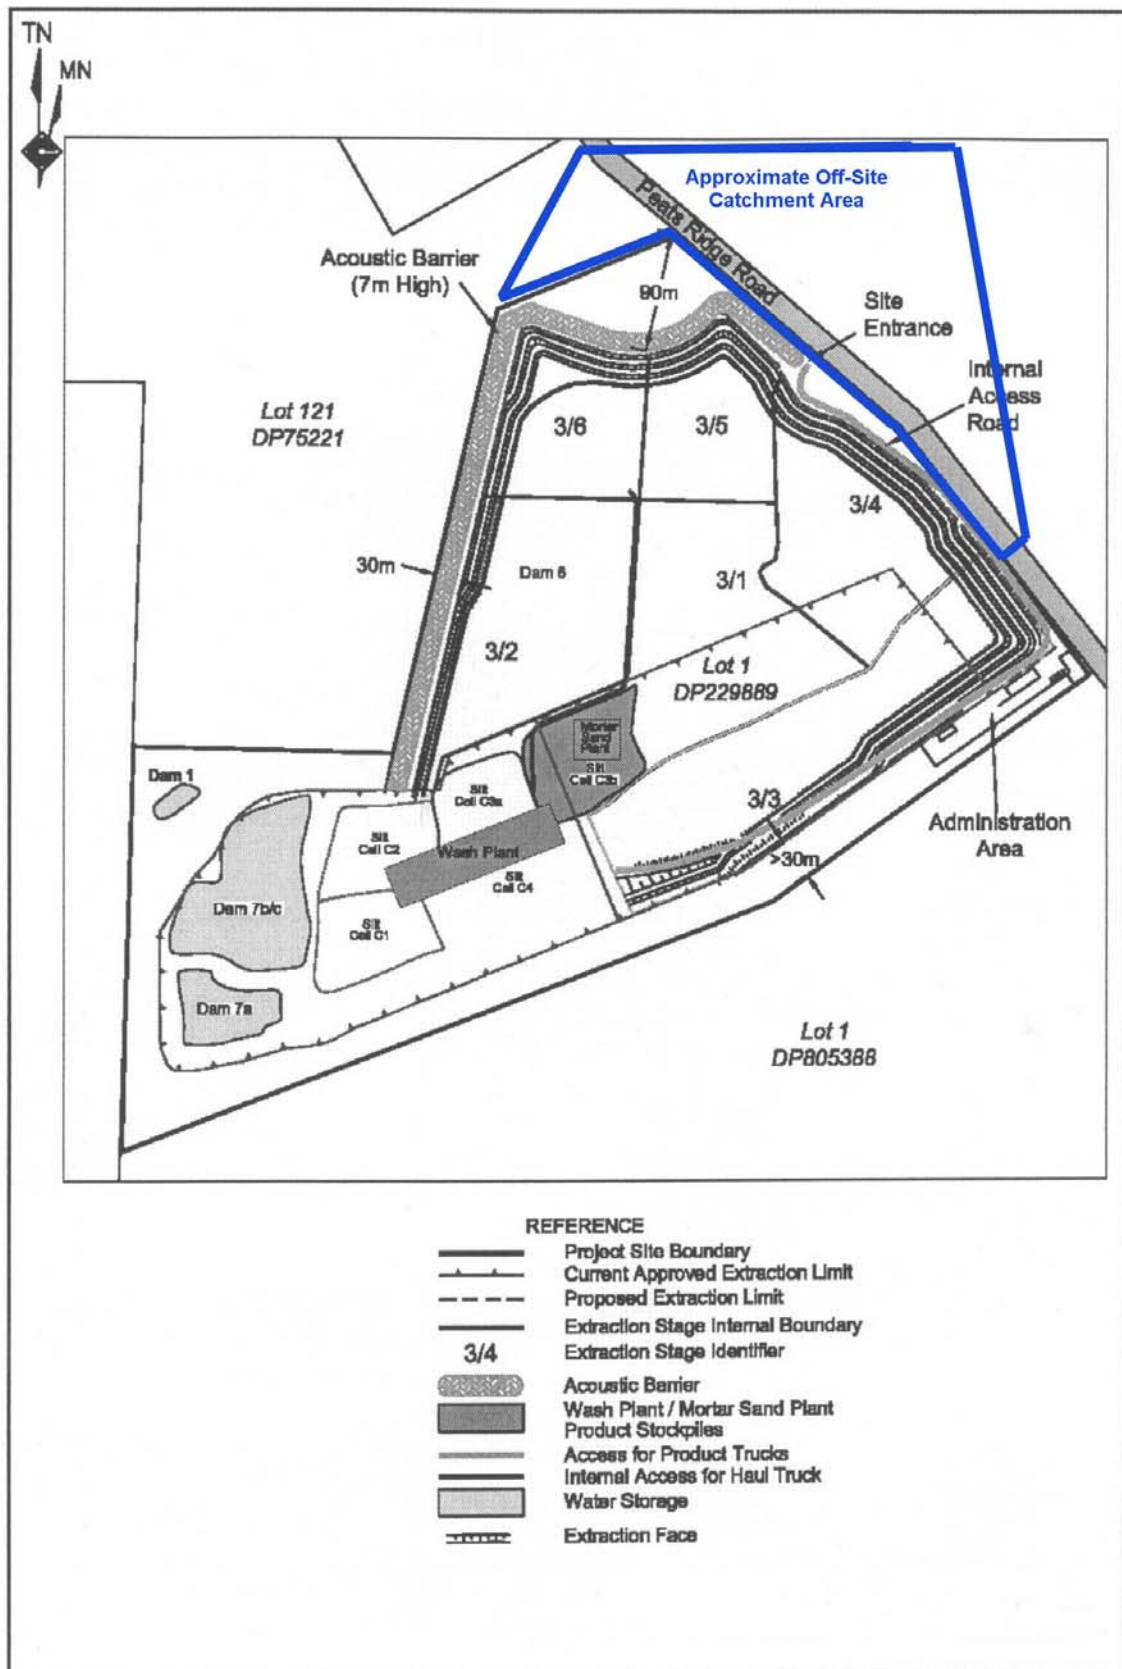 TN
MN
Approximate Off-Site
Catchment Area
Peats Ridge Road
Acoustic Barrier
(7m High)
90m
Site
Entrance
Internal
Access
Road
Lot 121
DP75221
3/6
3/5
3/4
30m
Dam 6
3/1
3/2
Lot 1
DP229889
Mortar
Sand
Plant
Silt
Cell C3b
Dam 1
Silt
Cell C3a
3/3
Silt
Cell C2
Wash Plant
Administration
Area
>30m
Silt
Cell C4
Dam 7b/c
Silt
Cell C1
Dam 7a
Lot 1
DP805388
REFERENCE
Project Site Boundary
Current Approved Extraction Limit
Proposed Extraction Limit
Extraction Stage Internal Boundary
3/4 Extraction Stage Identifier
Acoustic Barrier
Wash Plant / Mortar Sand Plant
Product Stockpiles
Access for Product Trucks
Internal Access for Haul Truck
Water Storage
Extraction Face